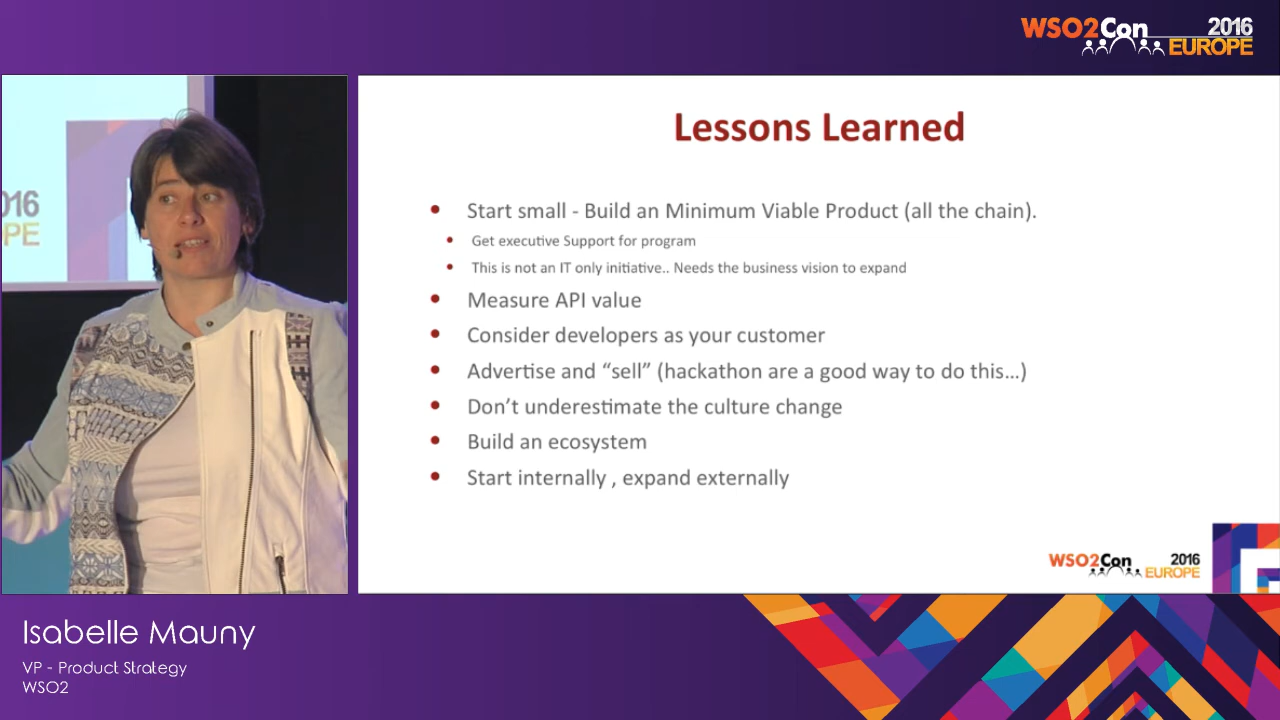 WSO2Con 2016
EUROPE
016
PE
Lessons Learned
• Start small - Build an Minimum Viable Product (all the chain).
• Get executive Support for program
• This is not an IT only initiative.. Needs the business vision to expand
• Measure API value
• Consider developers as your customer
• Advertise and “sell” (hackathon are a good way to do this…)
• Don’t underestimate the culture change
• Build an ecosystem
• Start internally , expand externally
WSO2Con 2016
EUROPE
Isabelle Mauny
VP - Product Strategy
WSO2